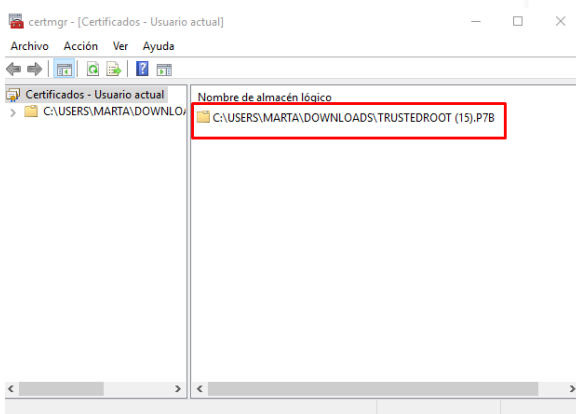 certmgr - [Certificados - Usuario actual]
Archivo Acción Ver Ayuda
Certificados - Usuario actual
C:\USERS\MARTA\DOWNLO
Nombre de almacén lógico
C:\USERS\MARTA\DOWNLOADS\TRUSTEDROOT (15).P7B